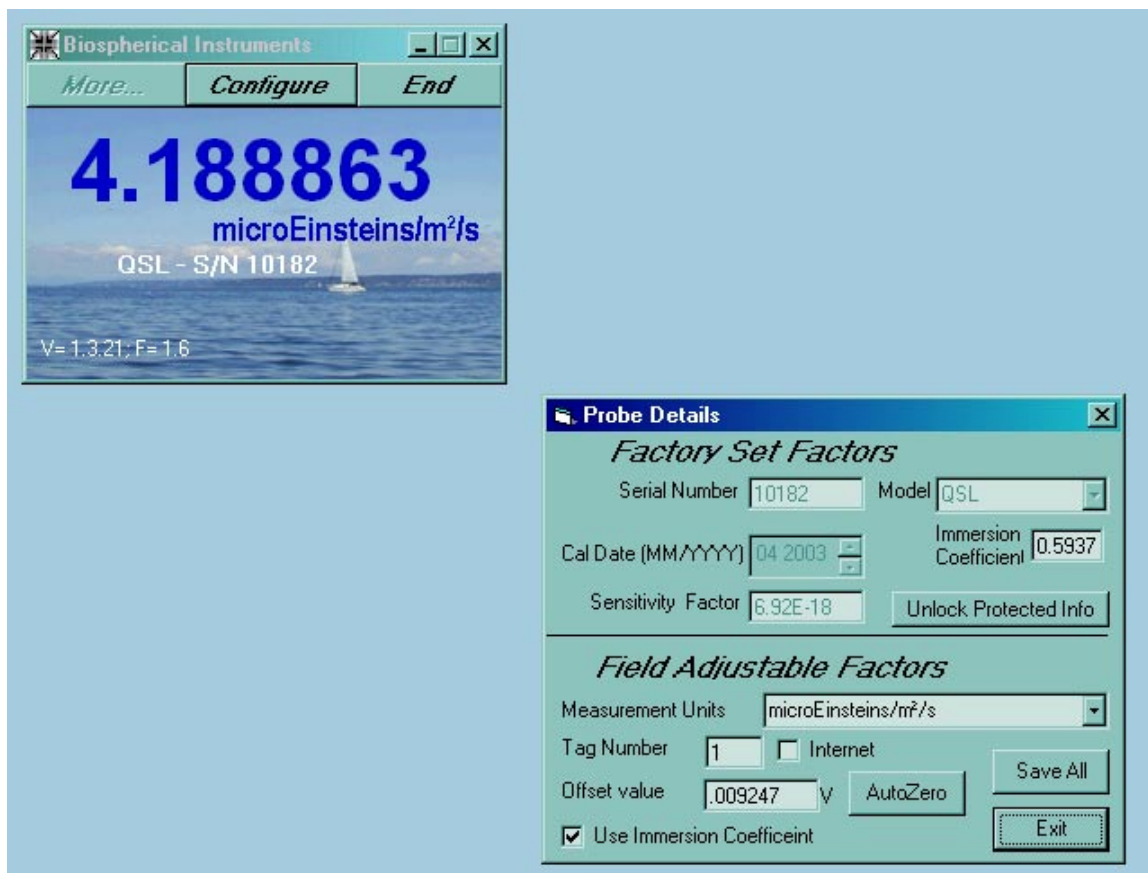 Biospherical Instruments
More... Configure End
4.188863
microEinsteins/m²/s
QSL - S/N 10182
V= 1.3.21; F= 1.6
Probe Details
Factory Set Factors
Serial Number 10182 Model QSL
Cal Date (MM/YYYY) 04 2003 Immersion Coefficient 0.5937
Sensitivity Factor 6.92E-18 Unlock Protected Info
Field Adjustable Factors
Measurement Units microEinsteins/m²/s
Tag Number 1 Internet
Save All
Offset value .009247 V AutoZero
Use Immersion Coefficeint Exit